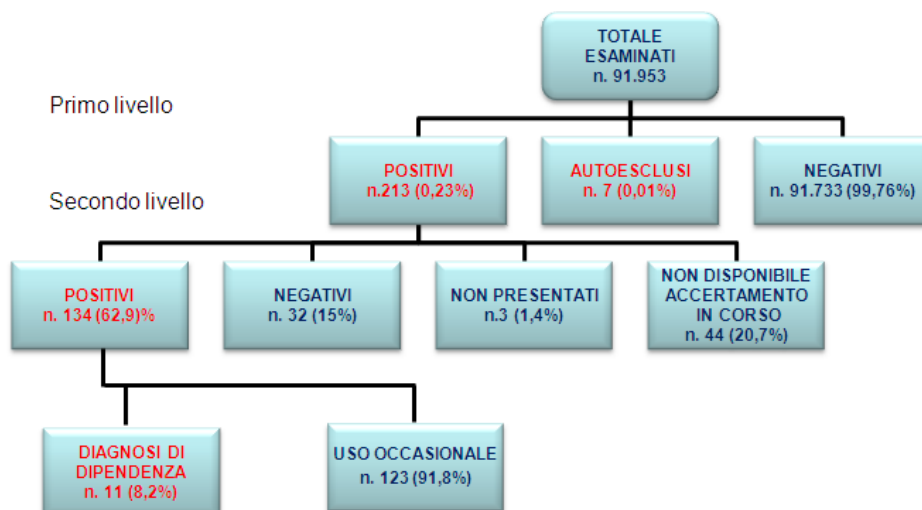 TOTALE
ESAMINATI
n. 91.953
Primo livello
POSITIVI
n.213 (0,23%)
AUTOESCLUSI
n. 7 (0,01%)
NEGATIVI
n. 91.733 (99,76%)
Secondo livello
POSITIVI
n. 134 (62,9)%
NEGATIVI
n. 32 (15%)
NON PRESENTATI
n.3 (1,4%)
NON DISPONIBILE
ACCERTAMENTO
IN CORSO
n. 44 (20,7%)
DIAGNOSI DI
DIPENDENZA
n. 11 (8,2%)
USO OCCASIONALE
n. 123 (91,8%)